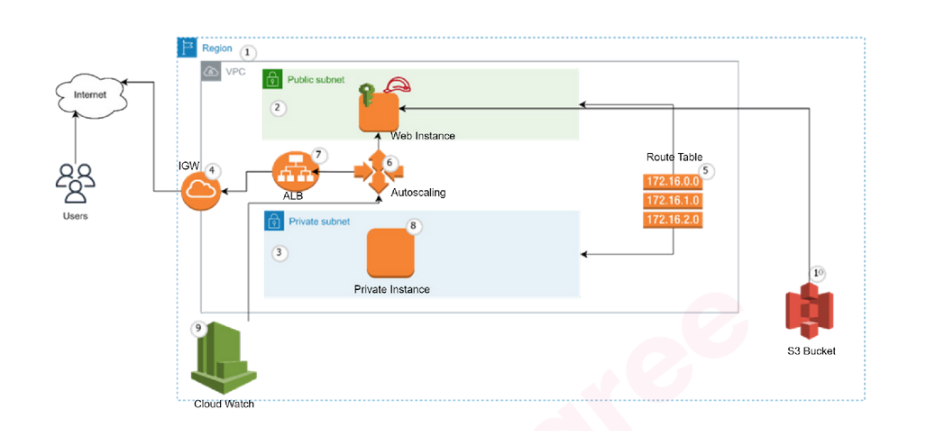 Region
1
VPC
Public subnet
2
Internet
Web Instance
IGW
4
7
6
Route Table
5
172.16.0.0
172.16.1.0
172.16.2.0
ALB
Autoscaling
Users
Private subnet
8
3
Private Instance
10
S3 Bucket
9
Cloud Watch